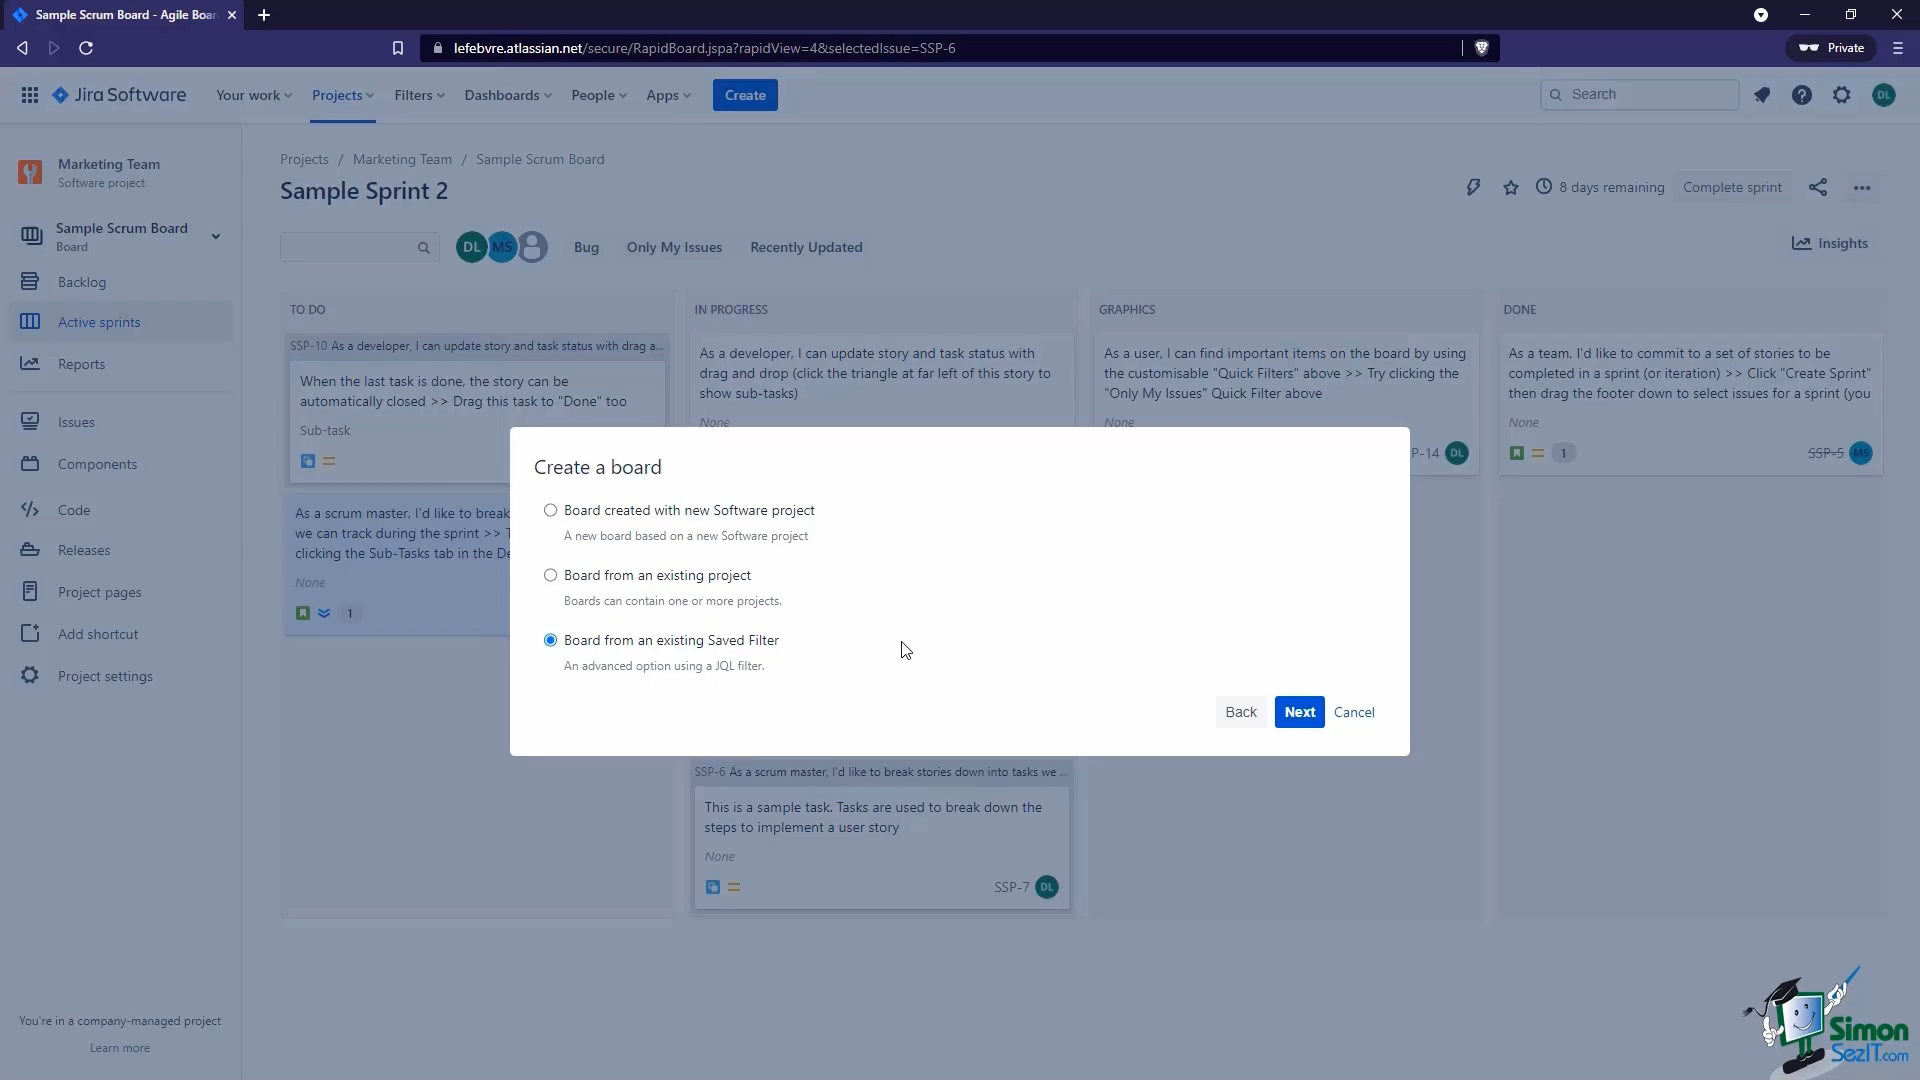 Sample Scrum Board - Agile Boar
lefebvre.atlassian.net/secure/RapidBoard.jspa?rapidView=4&selectedIssue=SSP-6
Private
Jira Software
Your work
Projects
Filters
Dashboards
People
Apps
Create
Search
DL
Marketing Team
Software project
Sample Scrum Board
Board
Backlog
Active sprints
Reports
Issues
Components
Code
Releases
Project pages
Add shortcut
Project settings
You're in a company-managed project
Learn more
Projects / Marketing Team / Sample Scrum Board
Sample Sprint 2
8 days remaining
Complete sprint
DL
MS
Bug
Only My Issues
Recently Updated
Insights
TO DO
SSP-10 As a developer, I can update story and task status with drag a...
When the last task is done, the story can be
automatically closed >> Drag this task to "Done" too
Sub-task
As a scrum master, I'd like to break
we can track during the sprint >> T
clicking the Sub-Tasks tab in the De
None
1
IN PROGRESS
As a developer, I can update story and task status with
drag and drop (click the triangle at far left of this story to
show sub-tasks)
None
SSP-6 As a scrum master, I'd like to break stories down into tasks we ...
This is a sample task. Tasks are used to break down the
steps to implement a user story
None
SSP-7
DL
GRAPHICS
As a user, I can find important items on the board by using
the customisable "Quick Filters" above >> Try clicking the
"Only My Issues" Quick Filter above
None
P-14
DL
DONE
As a team, I'd like to commit to a set of stories to be
completed in a sprint (or iteration) >> Click "Create Sprint"
then drag the footer down to select issues for a sprint (you
None
1
SSP-5
MS
Create a board
Board created with new Software project
A new board based on a new Software project
Board from an existing project
Boards can contain one or more projects.
Board from an existing Saved Filter
An advanced option using a JQL filter.
Back
Next
Cancel
Simon
SezIT.com